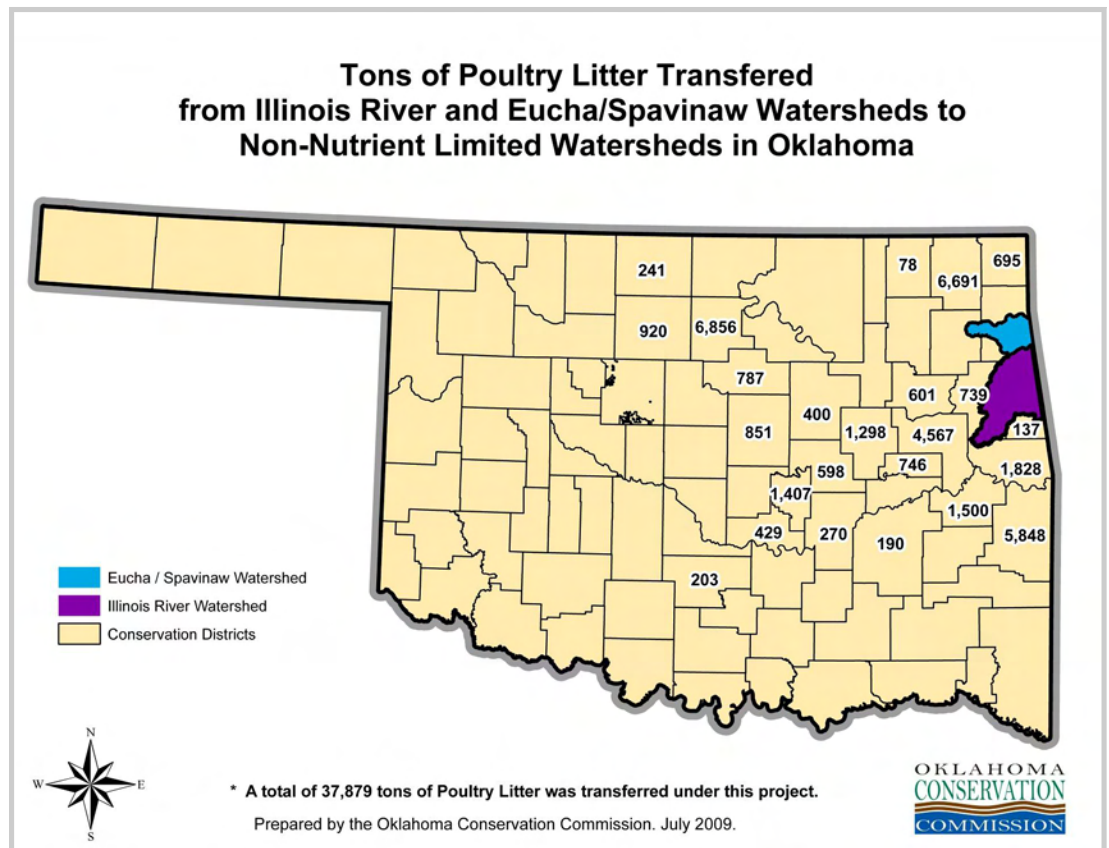 Tons of Poultry Litter Transfered
from Illinois River and Eucha/Spavinaw Watersheds to
Non-Nutrient Limited Watersheds in Oklahoma
241
78
6,691
695
920
6,856
787
601
739
400
851
1,298
4,567
137
598
746
1,828
1,407
1,500
429
270
190
5,848
203
Eucha / Spavinaw Watershed
Illinois River Watershed
Conservation Districts
N
W
E
S
* A total of 37,879 tons of Poultry Litter was transferred under this project.
Prepared by the Oklahoma Conservation Commission. July 2009.
OKLAHOMA
CONSERVATION
COMMISSION